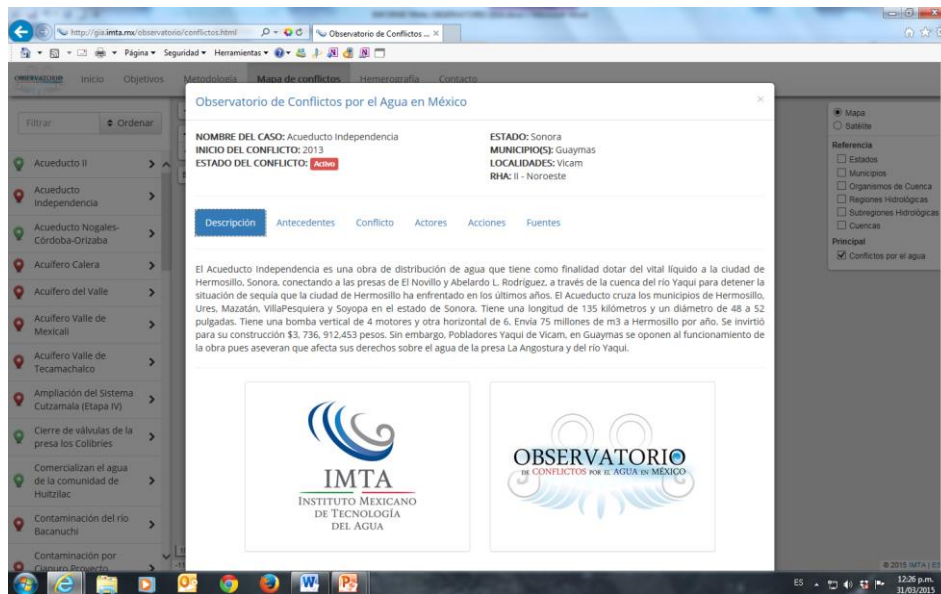 http://gia.imta.mx/observatorio/conflictos.html
Observatorio de Conflictos ... ×
Página
Seguridad
Herramientas
OBSERVATORIO
Inicio
Objetivos
Metodología
Mapa de conflictos
Hemerografía
Contacto
Filtrar
Ordenar
Acueducto II
Acueducto
Independencia
Acueducto Nogales-
Córdoba-Orizaba
Acuífero Calera
Acuífero del Valle
Acuífero Valle de
Mexicali
Acuífero Valle de
Tecamachalco
Ampliación del Sistema
Cutzamala (Etapa IV)
Cierre de válvulas de la
presa los Colibríes
Comercializan el agua
de la comunidad de
Huitzilac
Contaminación del río
Bacanuchi
Contaminación por
Cianuro Proyecto
Observatorio de Conflictos por el Agua en México
×
NOMBRE DEL CASO: Acueducto Independencia
INICIO DEL CONFLICTO: 2013
ESTADO DEL CONFLICTO: Activo
ESTADO: Sonora
MUNICIPIO(S): Guaymas
LOCALIDADES: Vicam
RHA: II - Noroeste
Descripción
Antecedentes
Conflicto
Actores
Acciones
Fuentes
El Acueducto Independencia es una obra de distribución de agua que tiene como finalidad dotar del vital líquido a la ciudad de
Hermosillo, Sonora, conectando a las presas de El Novillo y Abelardo L. Rodríguez, a través de la cuenca del río Yaqui para detener la
situación de sequía que la ciudad de Hermosillo ha enfrentado en los últimos años. El Acueducto cruza los municipios de Hermosillo,
Ures, Mazatán, VillaPesquiera y Soyopa en el estado de Sonora. Tiene una longitud de 135 kilómetros y un diámetro de 48 a 52
pulgadas. Tiene una bomba vertical de 4 motores y otra horizontal de 6. Envía 75 millones de m3 a Hermosillo por año. Se invirtió
para su construcción $3, 736, 912,453 pesos. Sin embargo, Pobladores Yaqui de Vicam, en Guaymas se oponen al funcionamiento de
la obra pues aseveran que afecta sus derechos sobre el agua de la presa La Angostura y del río Yaqui.
IMTA
INSTITUTO MEXICANO
DE TECNOLOGÍA
DEL AGUA
OBSERVATORIO
DE CONFLICTOS POR EL AGUA EN MÉXICO
Mapa
Satélite
Referencia
Estados
Municipios
Organismos de Cuenca
Regiones Hidrológicas
Subregiones Hidrológicas
Cuencas
Principal
Conflictos por el agua
© 2015 IMTA | ES
ES
12:26 p.m.
31/03/2015